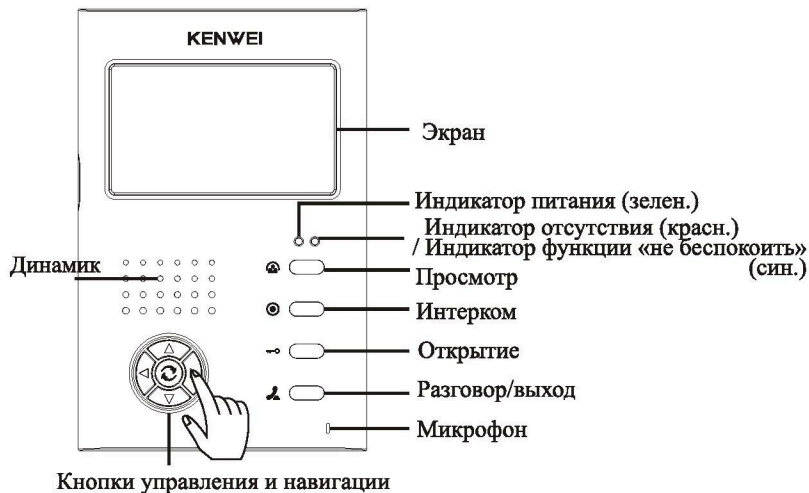 KENWEI
Экран
Индикатор питания (зелен.)
Индикатор отсутствия (красн.)
/ Индикатор функции «не беспокоить»
(син.)
Динамик
Просмотр
Интерком
Открытие
Разговор/выход
Микрофон
Кнопки управления и навигации